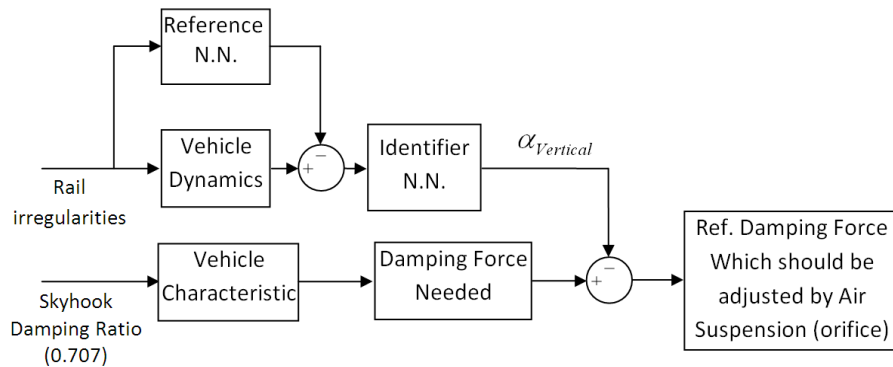 Reference
N.N.
Vehicle
Dynamics
+
−
Identifier
N.N.
αVertical
Rail
irregularities
Vehicle
Characteristic
Damping Force
Needed
+
−
Ref. Damping Force
Which should be
adjusted by Air
Suspension (orifice)
Skyhook
Damping Ratio
(0.707)